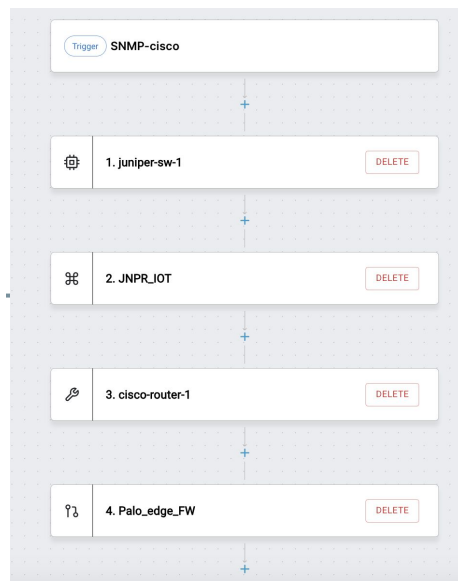 Trigger SNMP-cisco
1. juniper-sw-1 DELETE
2. JNPR_IOT DELETE
3. cisco-router-1 DELETE
4. Palo_edge_FW DELETE